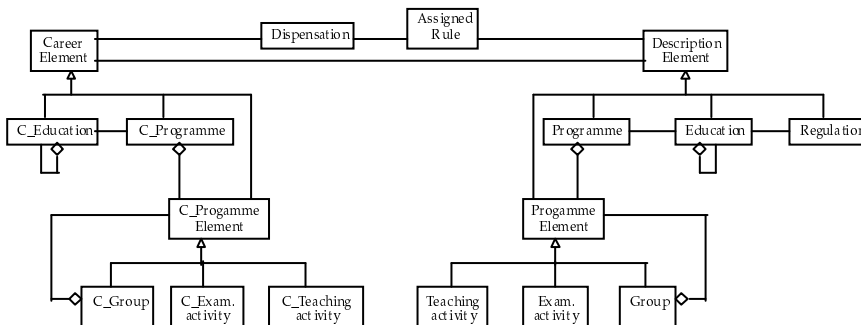 Assigned
Rule
Dispensation
Career
Element
Description
Element
C_Education
C_Programme
Programme
Education
Regulation
C_Progamme
Element
Progamme
Element
C_Group
C_Exam.
activity
C_Teaching
activity
Teaching
activity
Exam.
activity
Group